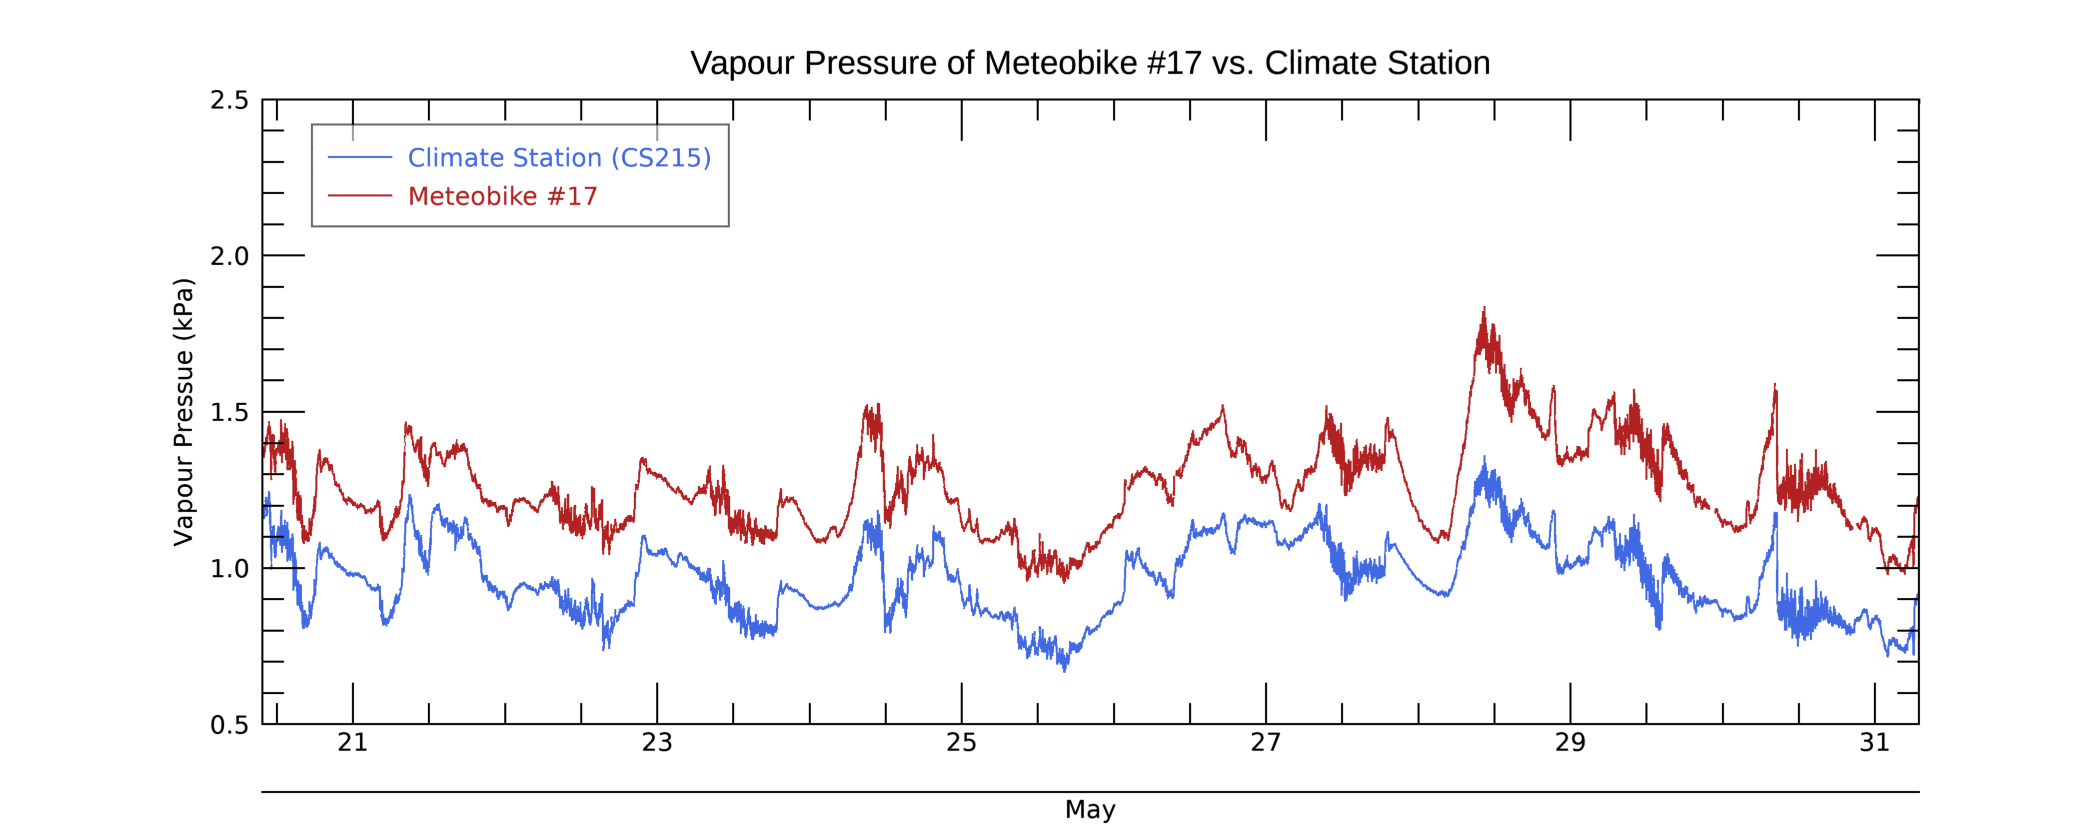 Vapour Pressure of Meteobike #17 vs. Climate Station
2.5
Climate Station (CS215)
Meteobike #17
2.0
Vapour Pressue (kPa)
1.5
1.0
0.5
21 23 25 27 29 31
May